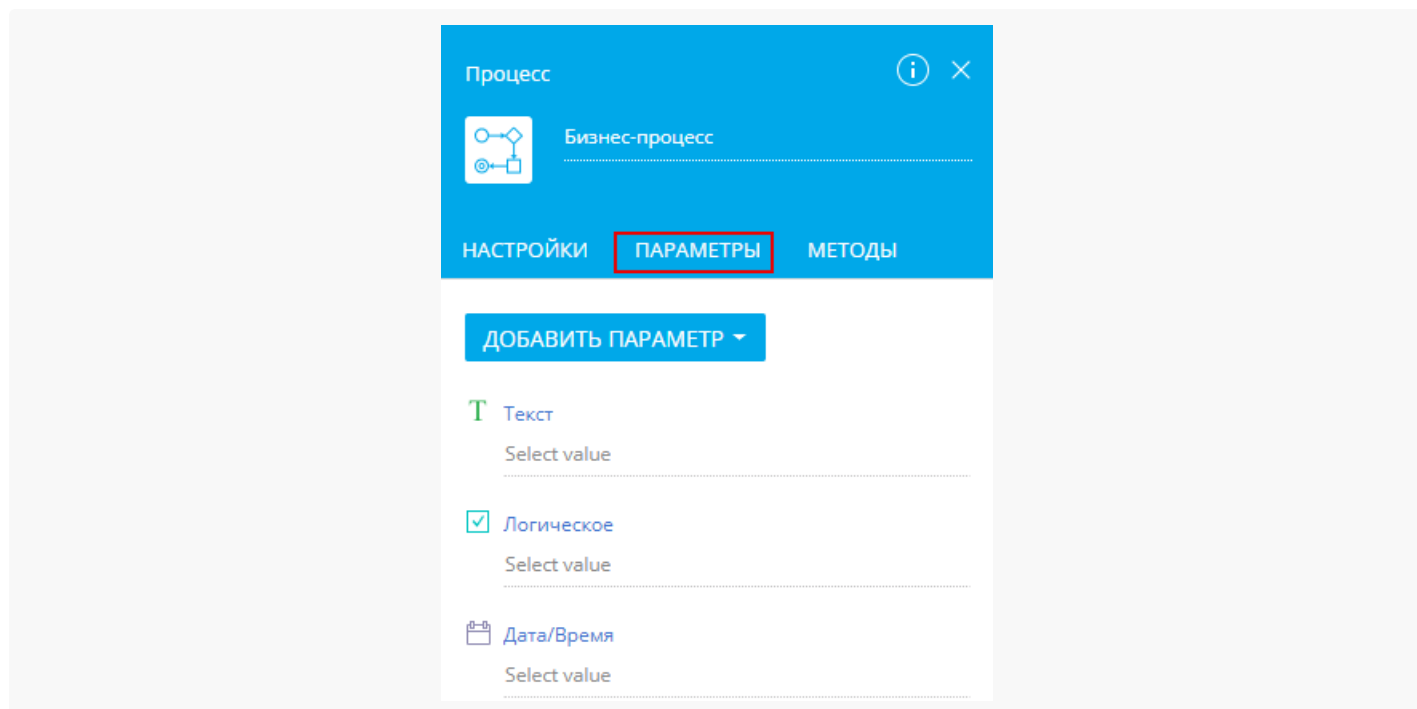 Процесс
Бизнес-процесс
НАСТРОЙКИ ПАРАМЕТРЫ МЕТОДЫ
ДОБАВИТЬ ПАРАМЕТР
T Текст
Select value
Логическое
Select value
Дата/Время
Select value